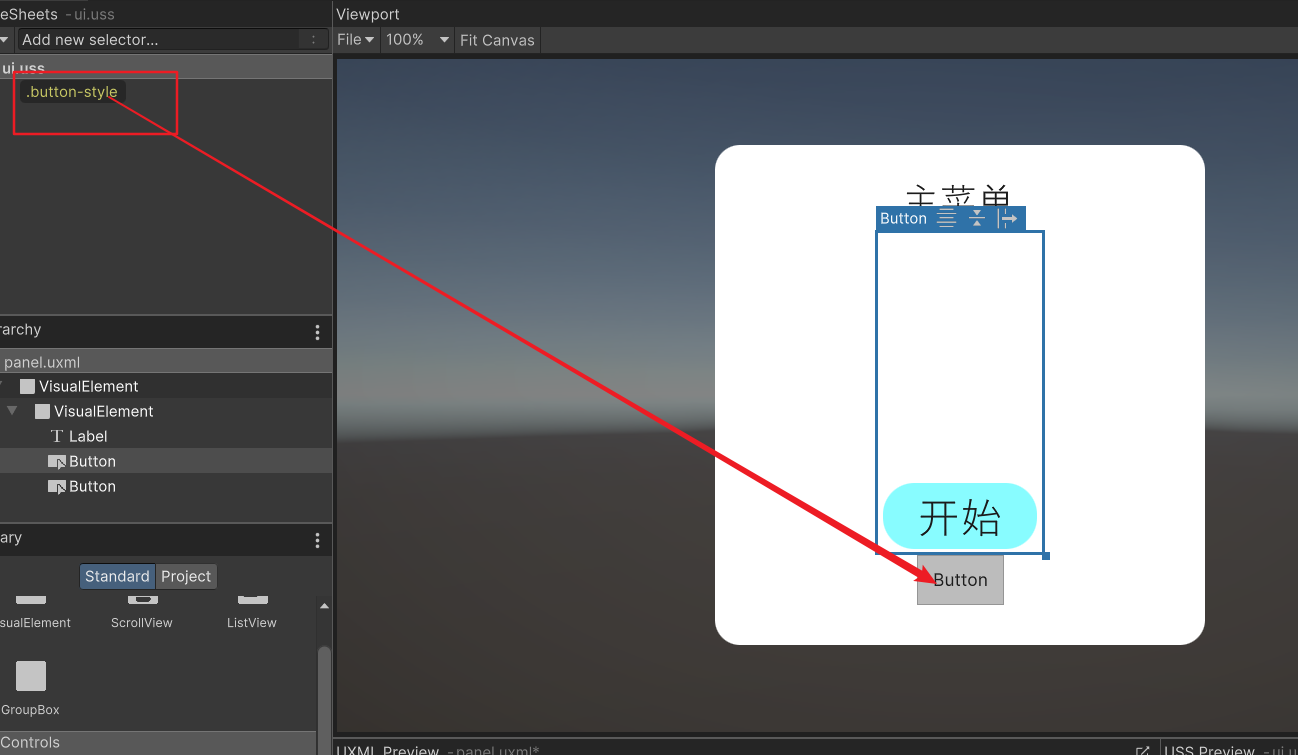 eSheets - ui.uss
Add new selector...
ui.uss
.button-style
rarchy
panel.uxml
VisualElement
VisualElement
Label
Button
Button
ary
Standard Project
sualElement ScrollView ListView
GroupBox
Controls
Viewport
File 100% Fit Canvas
主菜单
Button
开始
Button
UXML Preview - panel.uxml*
USS Preview - ui.u